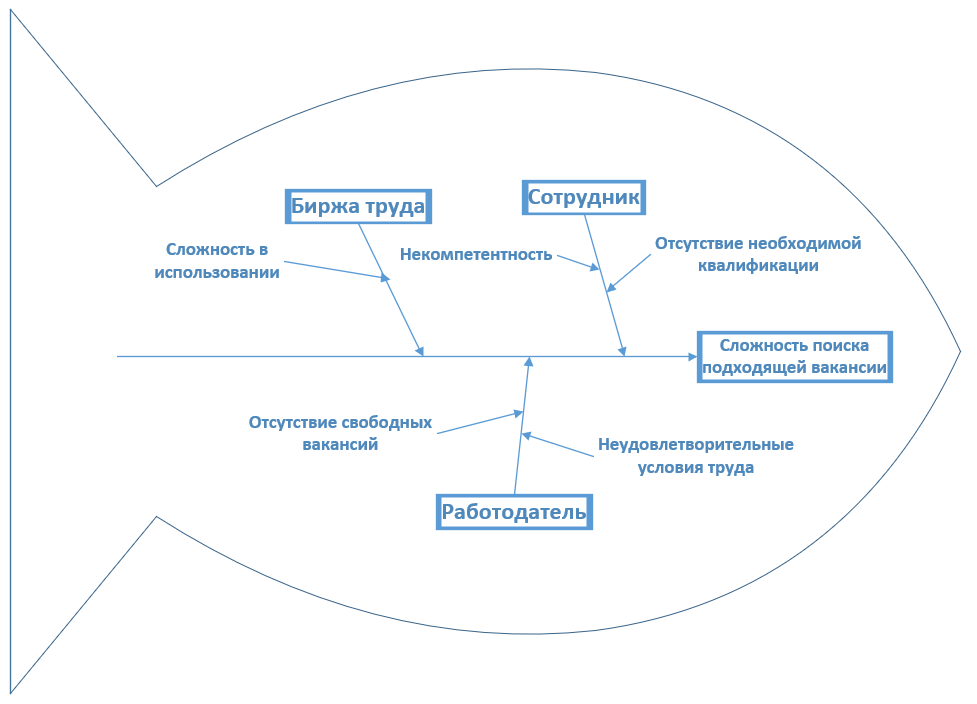 Биржа труда
Сотрудник
Сложность в
использовании
Некомпетентность
Отсутствие необходимой
квалификации
Сложность поиска
подходящей вакансии
Отсутствие свободных
вакансий
Неудовлетворительные
условия труда
Работодатель